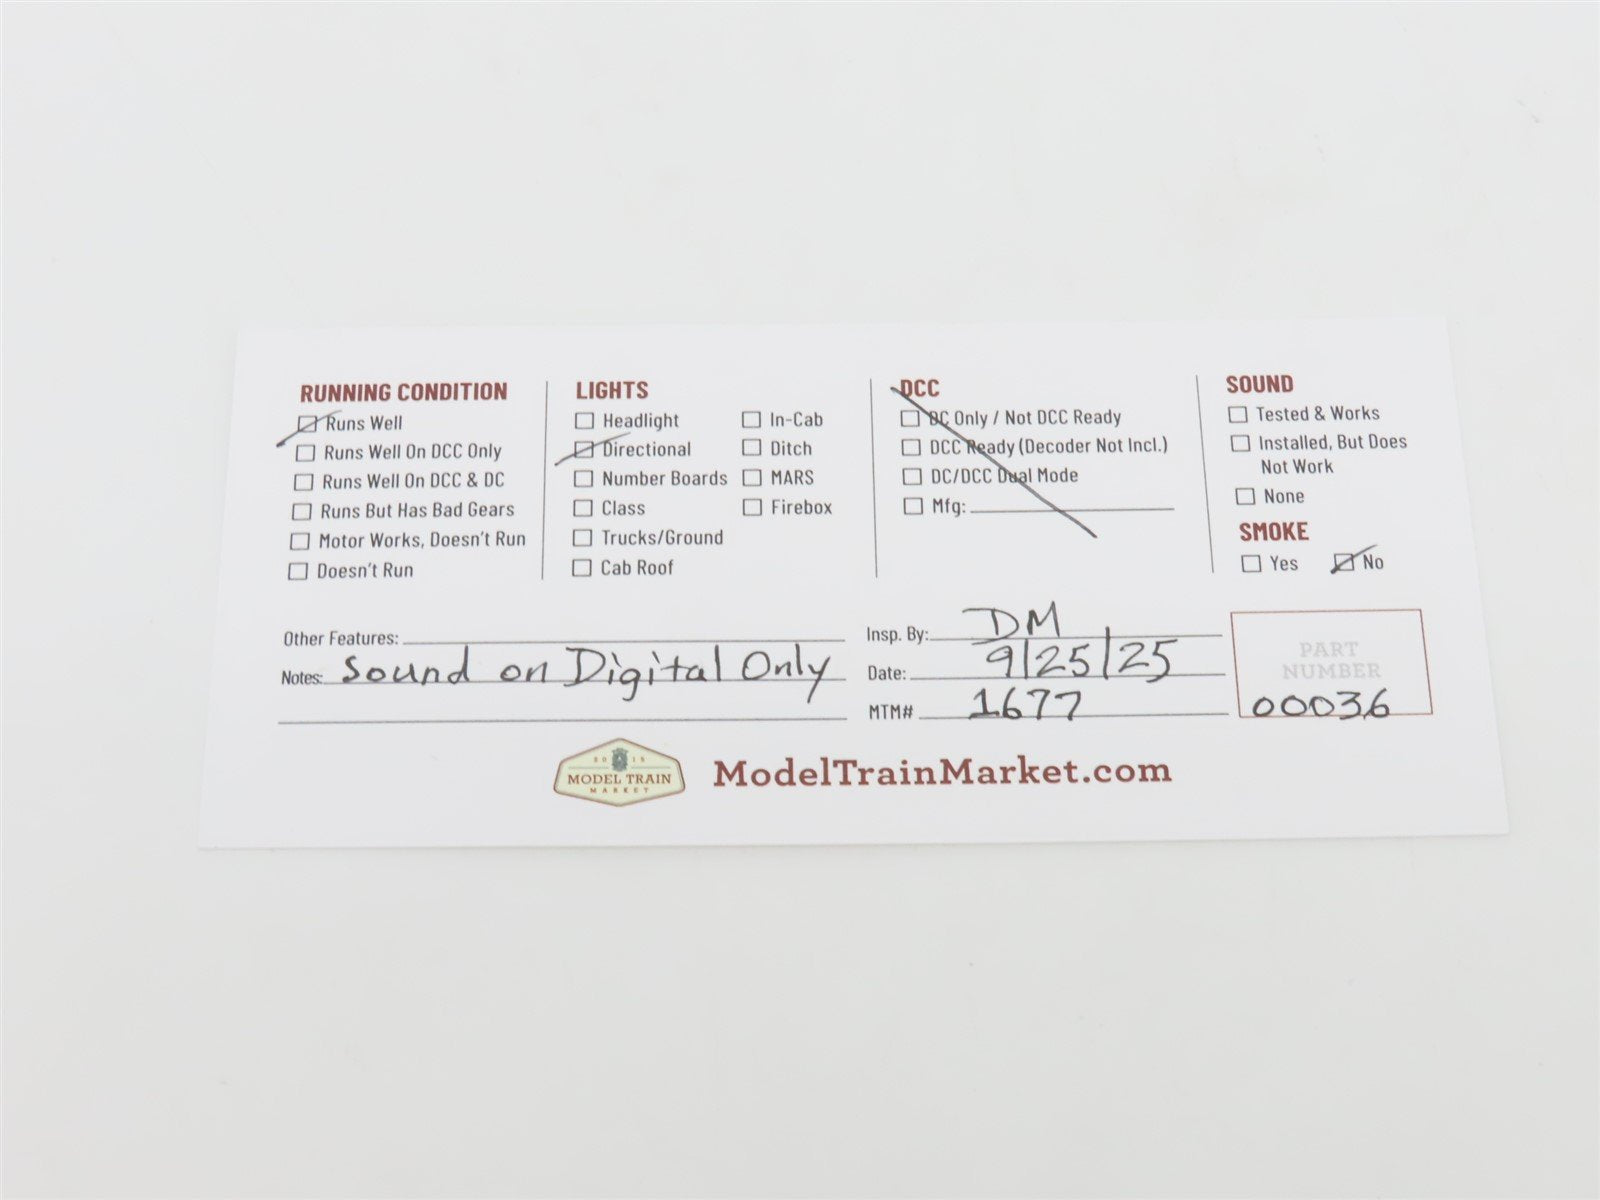 RUNNING CONDITION
Runs Well
Runs Well On DCC Only
Runs Well On DCC & DC
Runs But Has Bad Gears
Motor Works, Doesn't Run
Doesn't Run
LIGHTS
Headlight
Directional
Number Boards
Class
Trucks/Ground
Cab Roof
In-Cab
Ditch
MARS
Firebox
DCC
DC Only / Not DCC Ready
DCC Ready (Decoder Not Incl.)
DC/DCC Dual Mode
Mfg:
SOUND
Tested & Works
Installed, But Does
Not Work
None
SMOKE
Yes No
Other Features:
Notes: Sound on Digital Only
Insp. By: DM
Date: 9/25/25
MTM# 1677
PART
NUMBER
00036
2015
MODEL TRAIN
MARKET
ModelTrainMarket.com